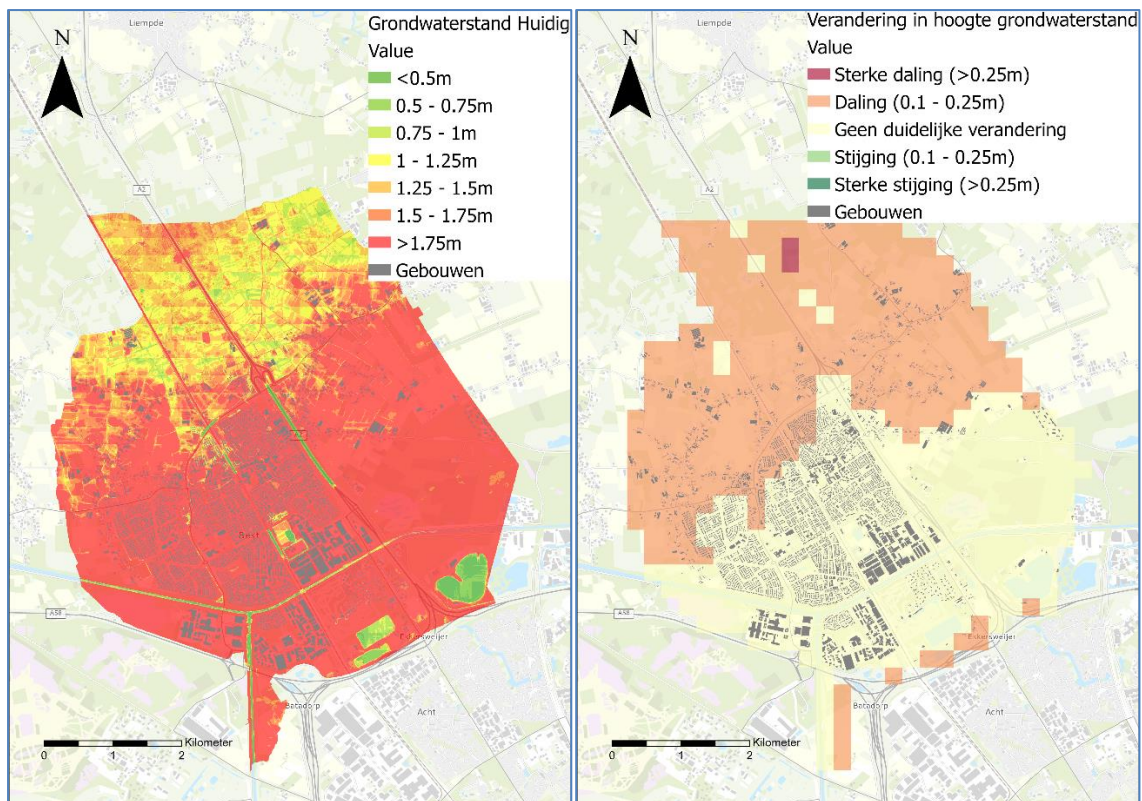 Liempde
Grondwaterstand Huidig
N
Value
<0.5m
0.5 - 0.75m
0.75 - 1m
1 - 1.25m
1.25 - 1.5m
1.5 - 1.75m
>1.75m
Gebouwen
A2
Best
A58
Ekkersweijer
Batadorp
Acht
Kilometer
0 1 2
Liempde
Verandering in hoogte grondwaterstand
N
Value
Sterke daling (>0.25m)
Daling (0.1 - 0.25m)
Geen duidelijke verandering
Stijging (0.1 - 0.25m)
Sterke stijging (>0.25m)
Gebouwen
A2
A58
Ekkersweijer
Batadorp
Acht
Kilometer
0 1 2